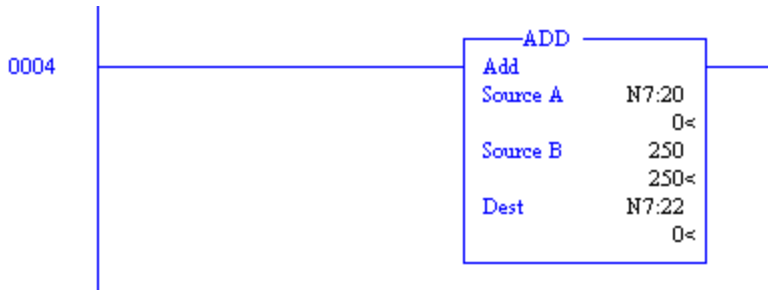 ADD
0004
Add
Source A N7:20
0<
Source B 250
250<
Dest N7:22
0<